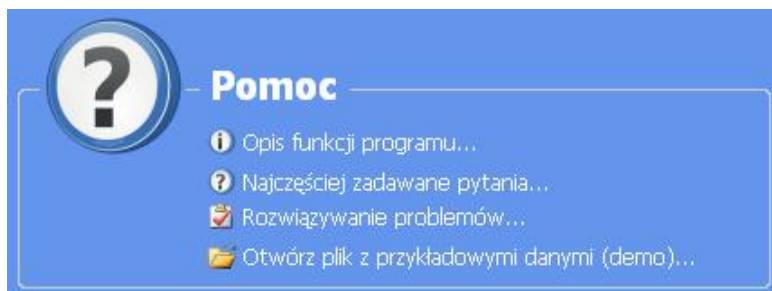 Pomoc
Opis funkcji programu...
Najczęściej zadawane pytania...
Rozwiązywanie problemów...
Otwórz plik z przykładowymi danymi (demo)...